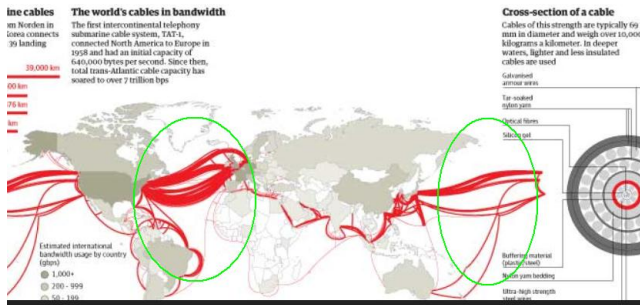 ine cables
om Norden in
Korea connects
39 landing
39,000 km
00 km
76 km
km
The world's cables in bandwidth
The first intercontinental telephony
submarine cable system, TAT-1,
connected North America to Europe in
1958 and had an initial capacity of
640,000 bytes per second. Since then,
total trans-Atlantic cable capacity has
soared to over 7 trillion bps
Estimated international
bandwidth usage by country
(gbps)
1,000+
200 - 999
50 - 199
Cross-section of a cable
Cables of this strength are typically 69
mm in diameter and weigh over 10,000
kilograms a kilometer. In deeper
waters, lighter and less insulated
cables are used
Galvanised
armour wires
Tar-soaked
nylon yarn
Optical fibres
Silicon gel
Buffering material
(plastic/steel)
Nylon yarn bedding
Ultra-high strength
steel wires